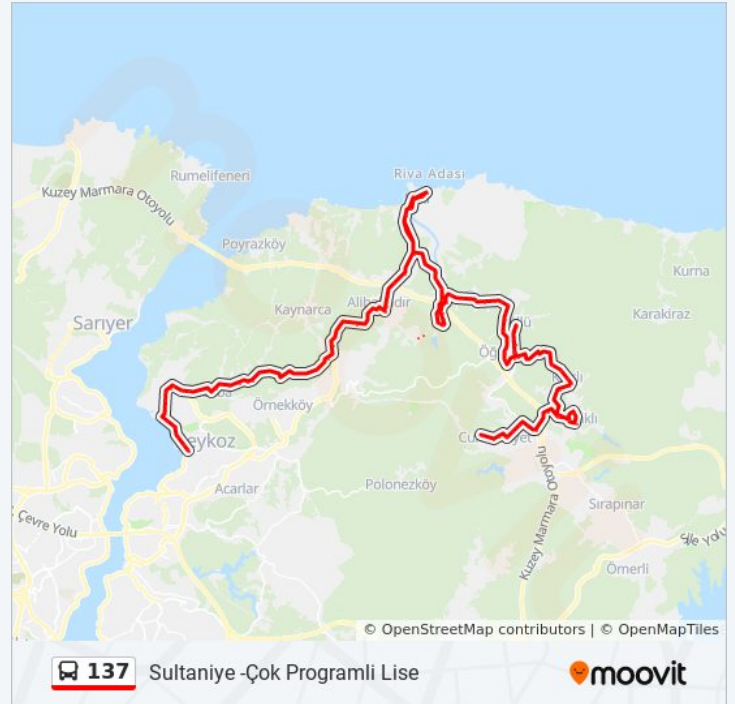 Riva Adası
Rumelifeneri
Kuzey Marmara Otoyolu
Poyrazköy
Kurna
Kaynarca
Karakiraz
Sarıyer
Örnekköy
Acarlar
Polonezköy
Sırapınar
Çevre Yolu
Kuzey Marmara Otoyolu
Şile Yolu
Ömerli
© OpenStreetMap contributors | © OpenMapTiles
137 Sultaniye -Çok Programli Lise
moovit